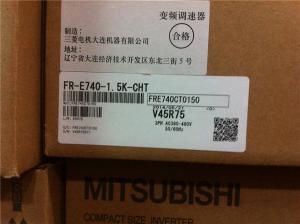 变频调速器
合格
三菱电机大连机器有限公司
地址：
辽宁省大连经济技术开发区东北三街5号
FR-E740-1.5K-CHT
FRE740CT0150
V45R75
3PH AC380-480V
50/60Hz
MITSUBISHI
COMPACT SIZE INVERTER